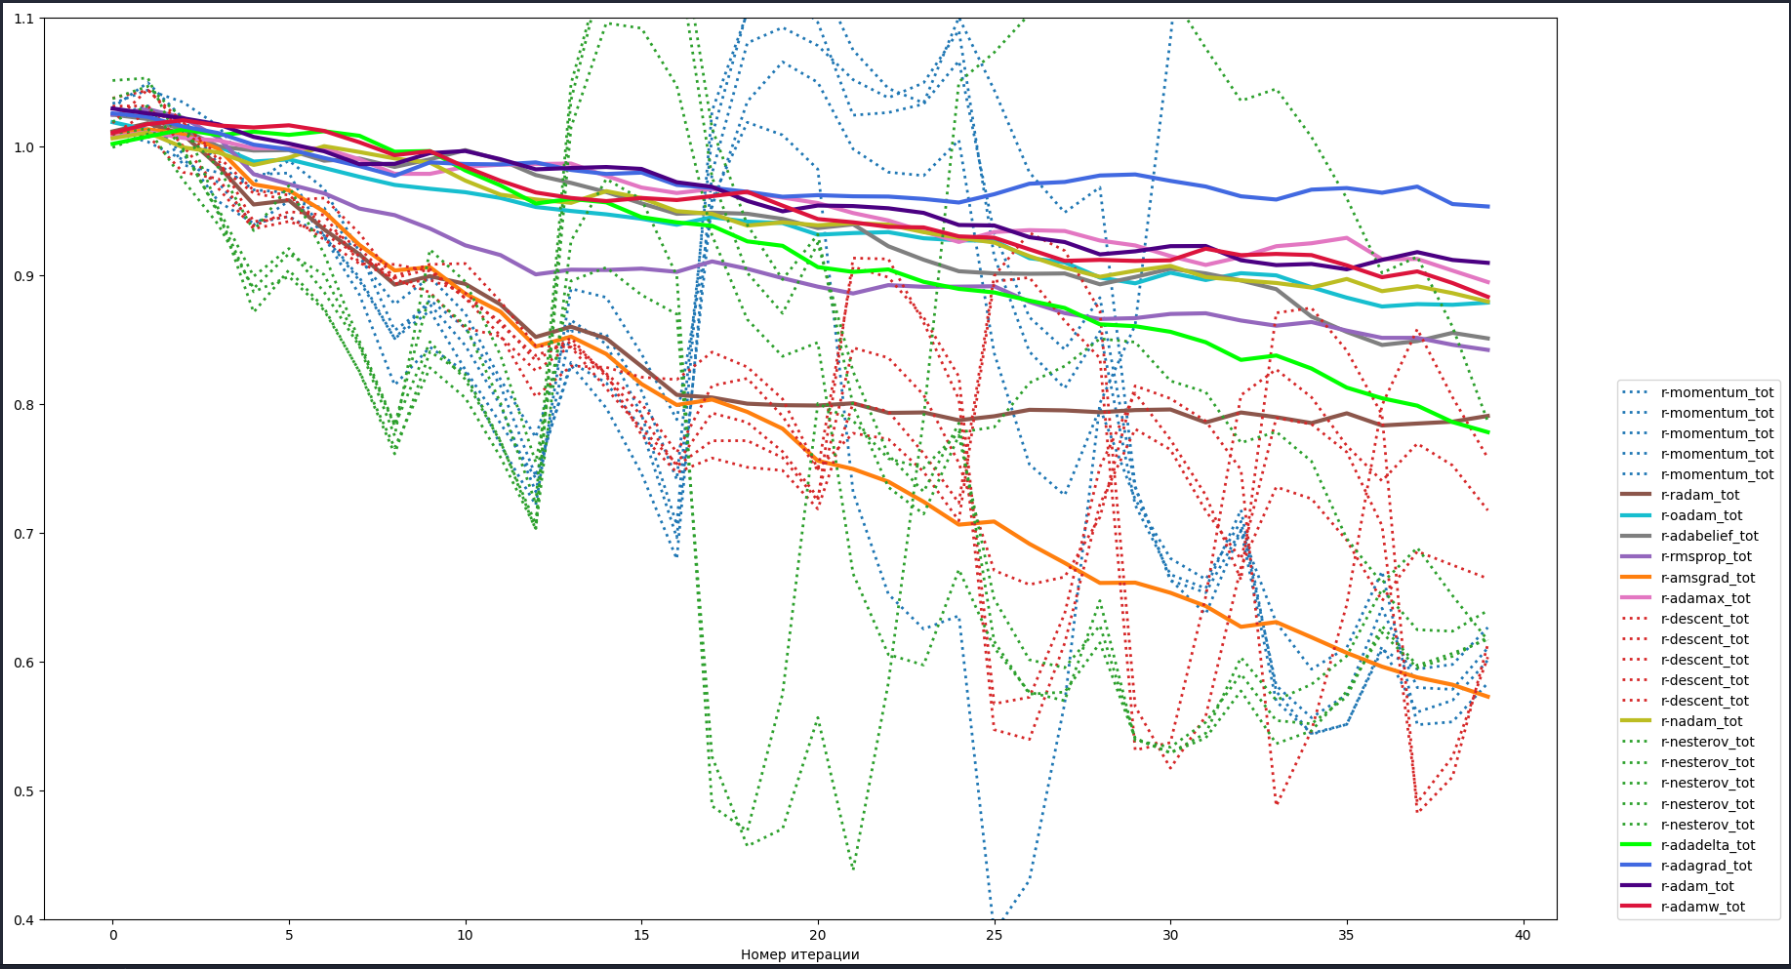 1.1
1.0
0.9
0.8
0.7
0.6
0.5
0.4
0 5 10 15 20 25 30 35 40
Номер итерации
r-momentum_tot
r-momentum_tot
r-momentum_tot
r-momentum_tot
r-momentum_tot
r-radam_tot
r-oadam_tot
r-adabelief_tot
r-rmsprop_tot
r-amsgrad_tot
r-adamax_tot
r-descent_tot
r-descent_tot
r-descent_tot
r-descent_tot
r-descent_tot
r-nadam_tot
r-nesterov_tot
r-nesterov_tot
r-nesterov_tot
r-nesterov_tot
r-nesterov_tot
r-adadelta_tot
r-adagrad_tot
r-adam_tot
r-adamw_tot